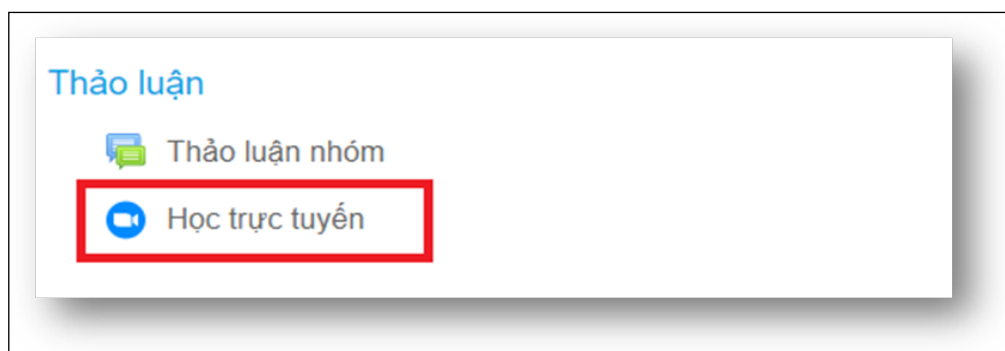 Thảo luận
Thảo luận nhóm
Học trực tuyến